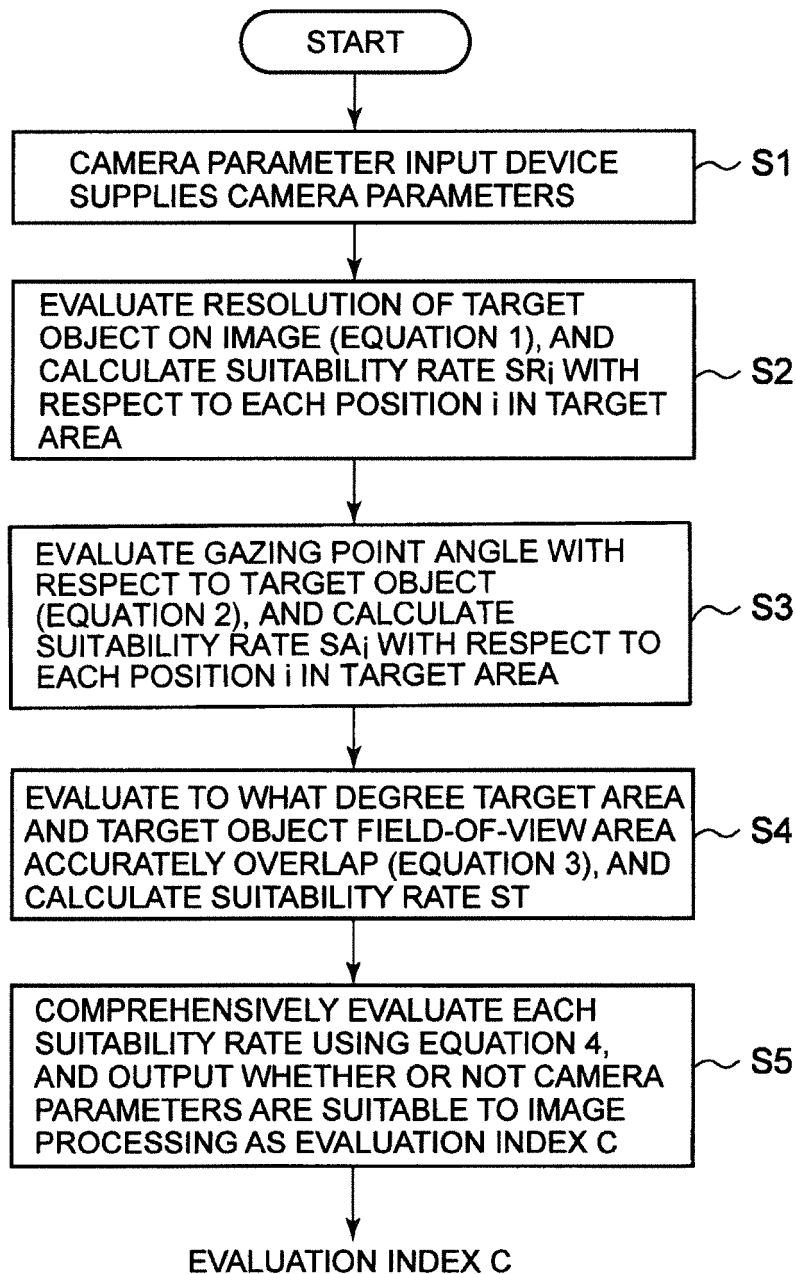 START
CAMERA PARAMETER INPUT DEVICE
SUPPLIES CAMERA PARAMETERS
S1
EVALUATE RESOLUTION OF TARGET
OBJECT ON IMAGE (EQUATION 1), AND
CALCULATE SUITABILITY RATE SRi WITH
RESPECT TO EACH POSITION i IN TARGET
AREA
S2
EVALUATE GAZING POINT ANGLE WITH
RESPECT TO TARGET OBJECT
(EQUATION 2), AND CALCULATE
SUITABILITY RATE SAi WITH RESPECT TO
EACH POSITION i IN TARGET AREA
S3
EVALUATE TO WHAT DEGREE TARGET AREA
AND TARGET OBJECT FIELD-OF-VIEW AREA
ACCURATELY OVERLAP (EQUATION 3), AND
CALCULATE SUITABILITY RATE ST
S4
COMPREHENSIVELY EVALUATE EACH
SUITABILITY RATE USING EQUATION 4,
AND OUTPUT WHETHER OR NOT CAMERA
PARAMETERS ARE SUITABLE TO IMAGE
PROCESSING AS EVALUATION INDEX C
S5
EVALUATION INDEX C